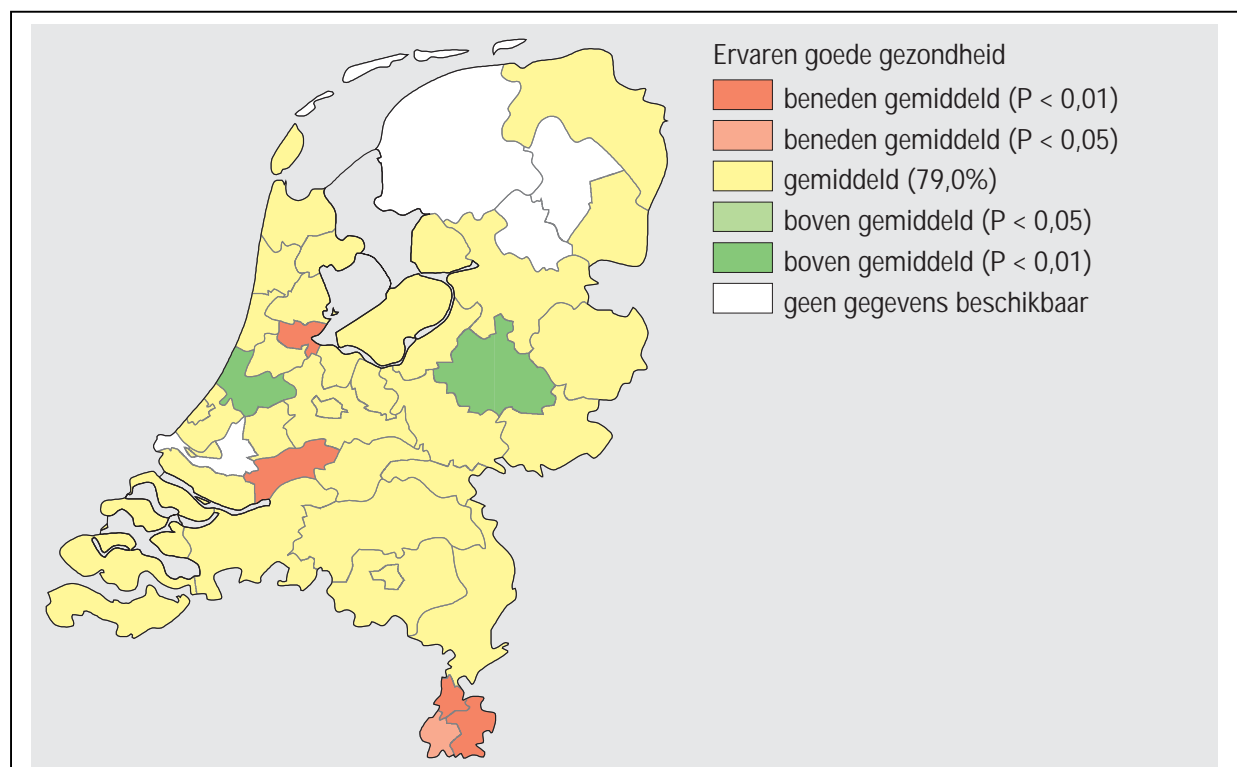 Ervaren goede gezondheid
beneden gemiddeld (P < 0,01)
beneden gemiddeld (P < 0,05)
gemiddeld (79,0%)
boven gemiddeld (P < 0,05)
boven gemiddeld (P < 0,01)
geen gegevens beschikbaar